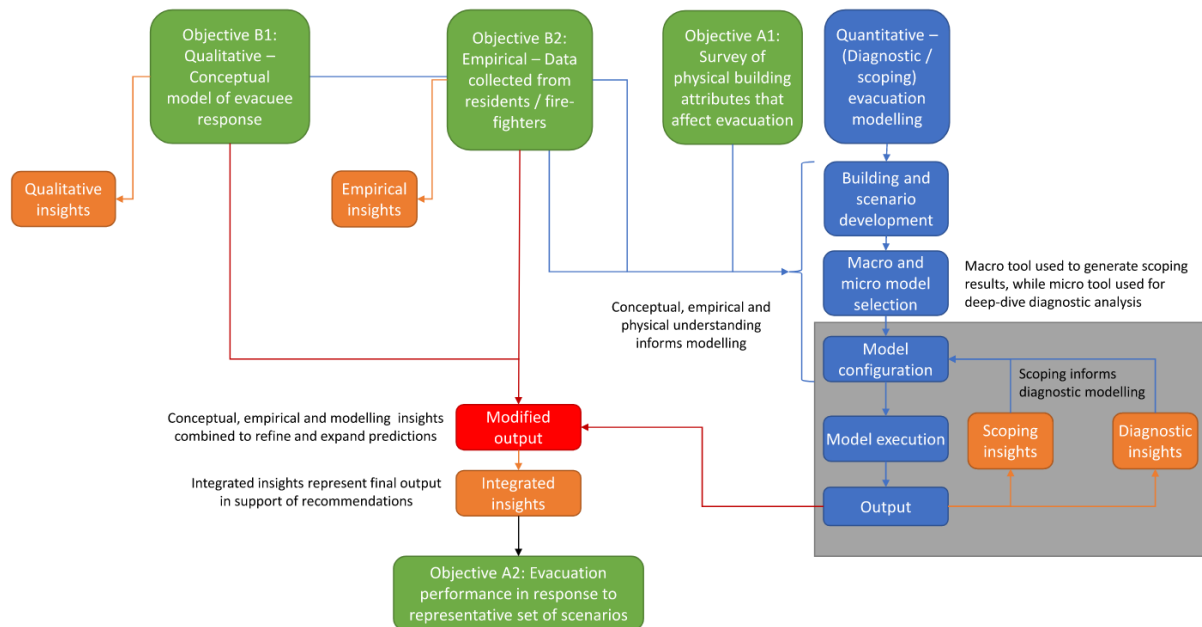 Objective B1:
Qualitative –
Conceptual
model of evacuee
response
Objective B2:
Empirical – Data
collected from
residents / fire-
fighters
Objective A1:
Survey of
physical building
attributes that
affect evacuation
Quantitative –
(Diagnostic /
scoping)
evacuation
modelling
Qualitative
insights
Empirical
insights
Building and
scenario
development
Macro and
micro model
selection
Macro tool used to generate scoping
results, while micro tool used for
deep-dive diagnostic analysis
Conceptual, empirical and
physical understanding
informs modelling
Model
configuration
Scoping informs
diagnostic modelling
Conceptual, empirical and modelling insights
combined to refine and expand predictions
Modified
output
Model execution
Scoping
insights
Diagnostic
insights
Integrated insights represent final output
in support of recommendations
Integrated
insights
Output
Objective A2: Evacuation
performance in response to
representative set of scenarios